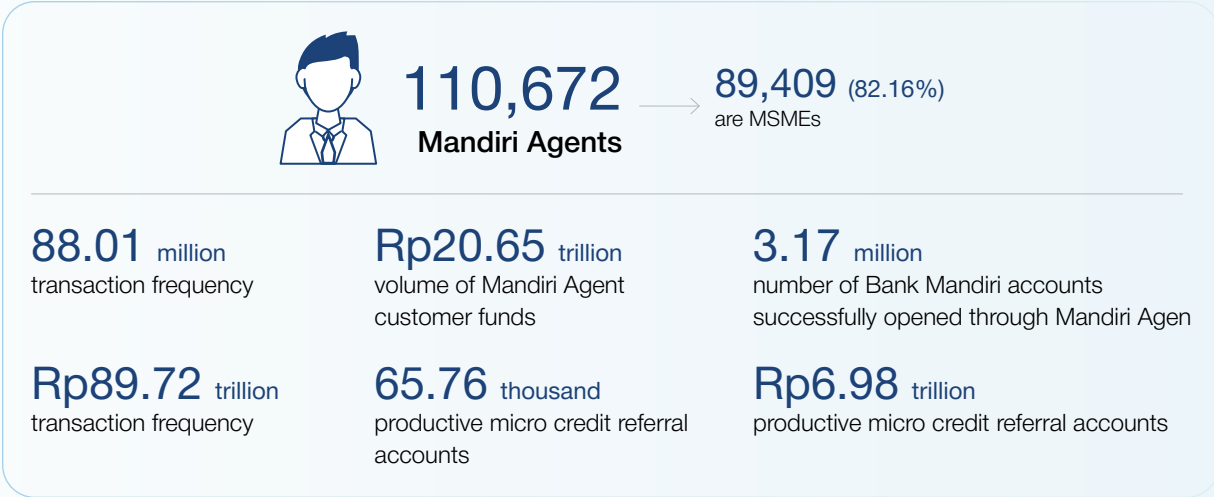 110,672
Mandiri Agents
89,409 (82.16%)
are MSMEs
88.01 million
transaction frequency
Rp20.65 trillion
volume of Mandiri Agent
customer funds
3.17 million
number of Bank Mandiri accounts
successfully opened through Mandiri Agen
Rp89.72 trillion
transaction frequency
65.76 thousand
productive micro credit referral
accounts
Rp6.98 trillion
productive micro credit referral accounts